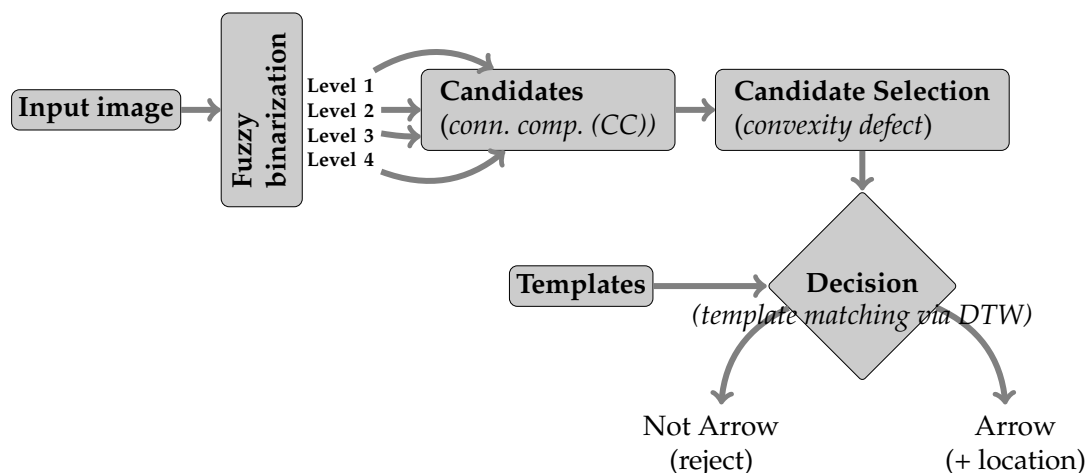 Input image
Fuzzy
binarization
Level 1
Level 2
Level 3
Level 4
Candidates
(conn. comp. (CC))
Candidate Selection
(convexity defect)
Templates
Decision
(template matching via DTW)
Not Arrow
(reject)
Arrow
(+ location)